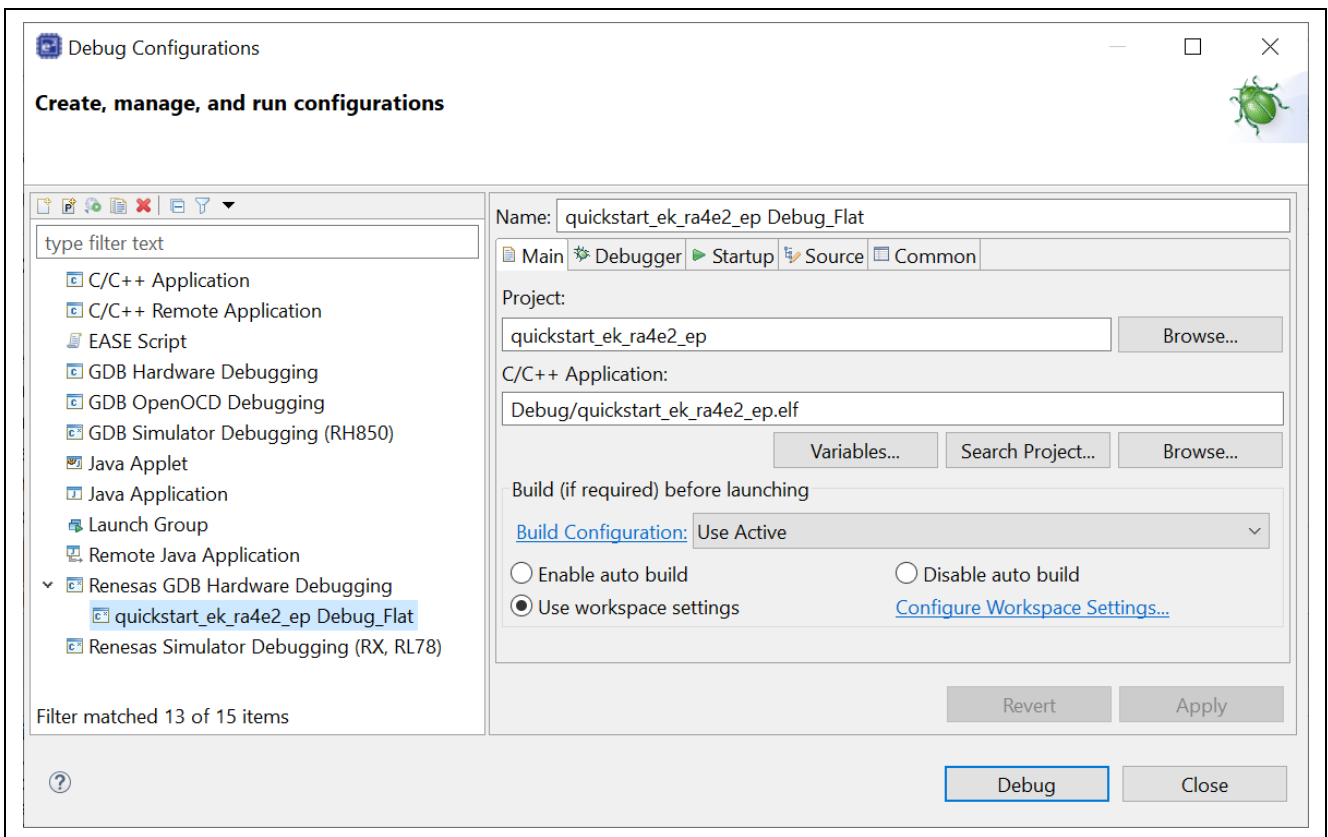 Debug Configurations
Create, manage, and run configurations
type filter text
C/C++ Application
C/C++ Remote Application
EASE Script
GDB Hardware Debugging
GDB OpenOCD Debugging
GDB Simulator Debugging (RH850)
Java Applet
Java Application
Launch Group
Remote Java Application
Renesas GDB Hardware Debugging
quickstart_ek_ra4e2_ep Debug_Flat
Renesas Simulator Debugging (RX, RL78)
Filter matched 13 of 15 items
Name: quickstart_ek_ra4e2_ep Debug_Flat
Main Debugger Startup Source Common
Project:
quickstart_ek_ra4e2_ep Browse...
C/C++ Application:
Debug/quickstart_ek_ra4e2_ep.elf
Variables... Search Project... Browse...
Build (if required) before launching
Build Configuration: Use Active
Enable auto build Disable auto build
Use workspace settings Configure Workspace Settings...
Revert Apply
Debug Close